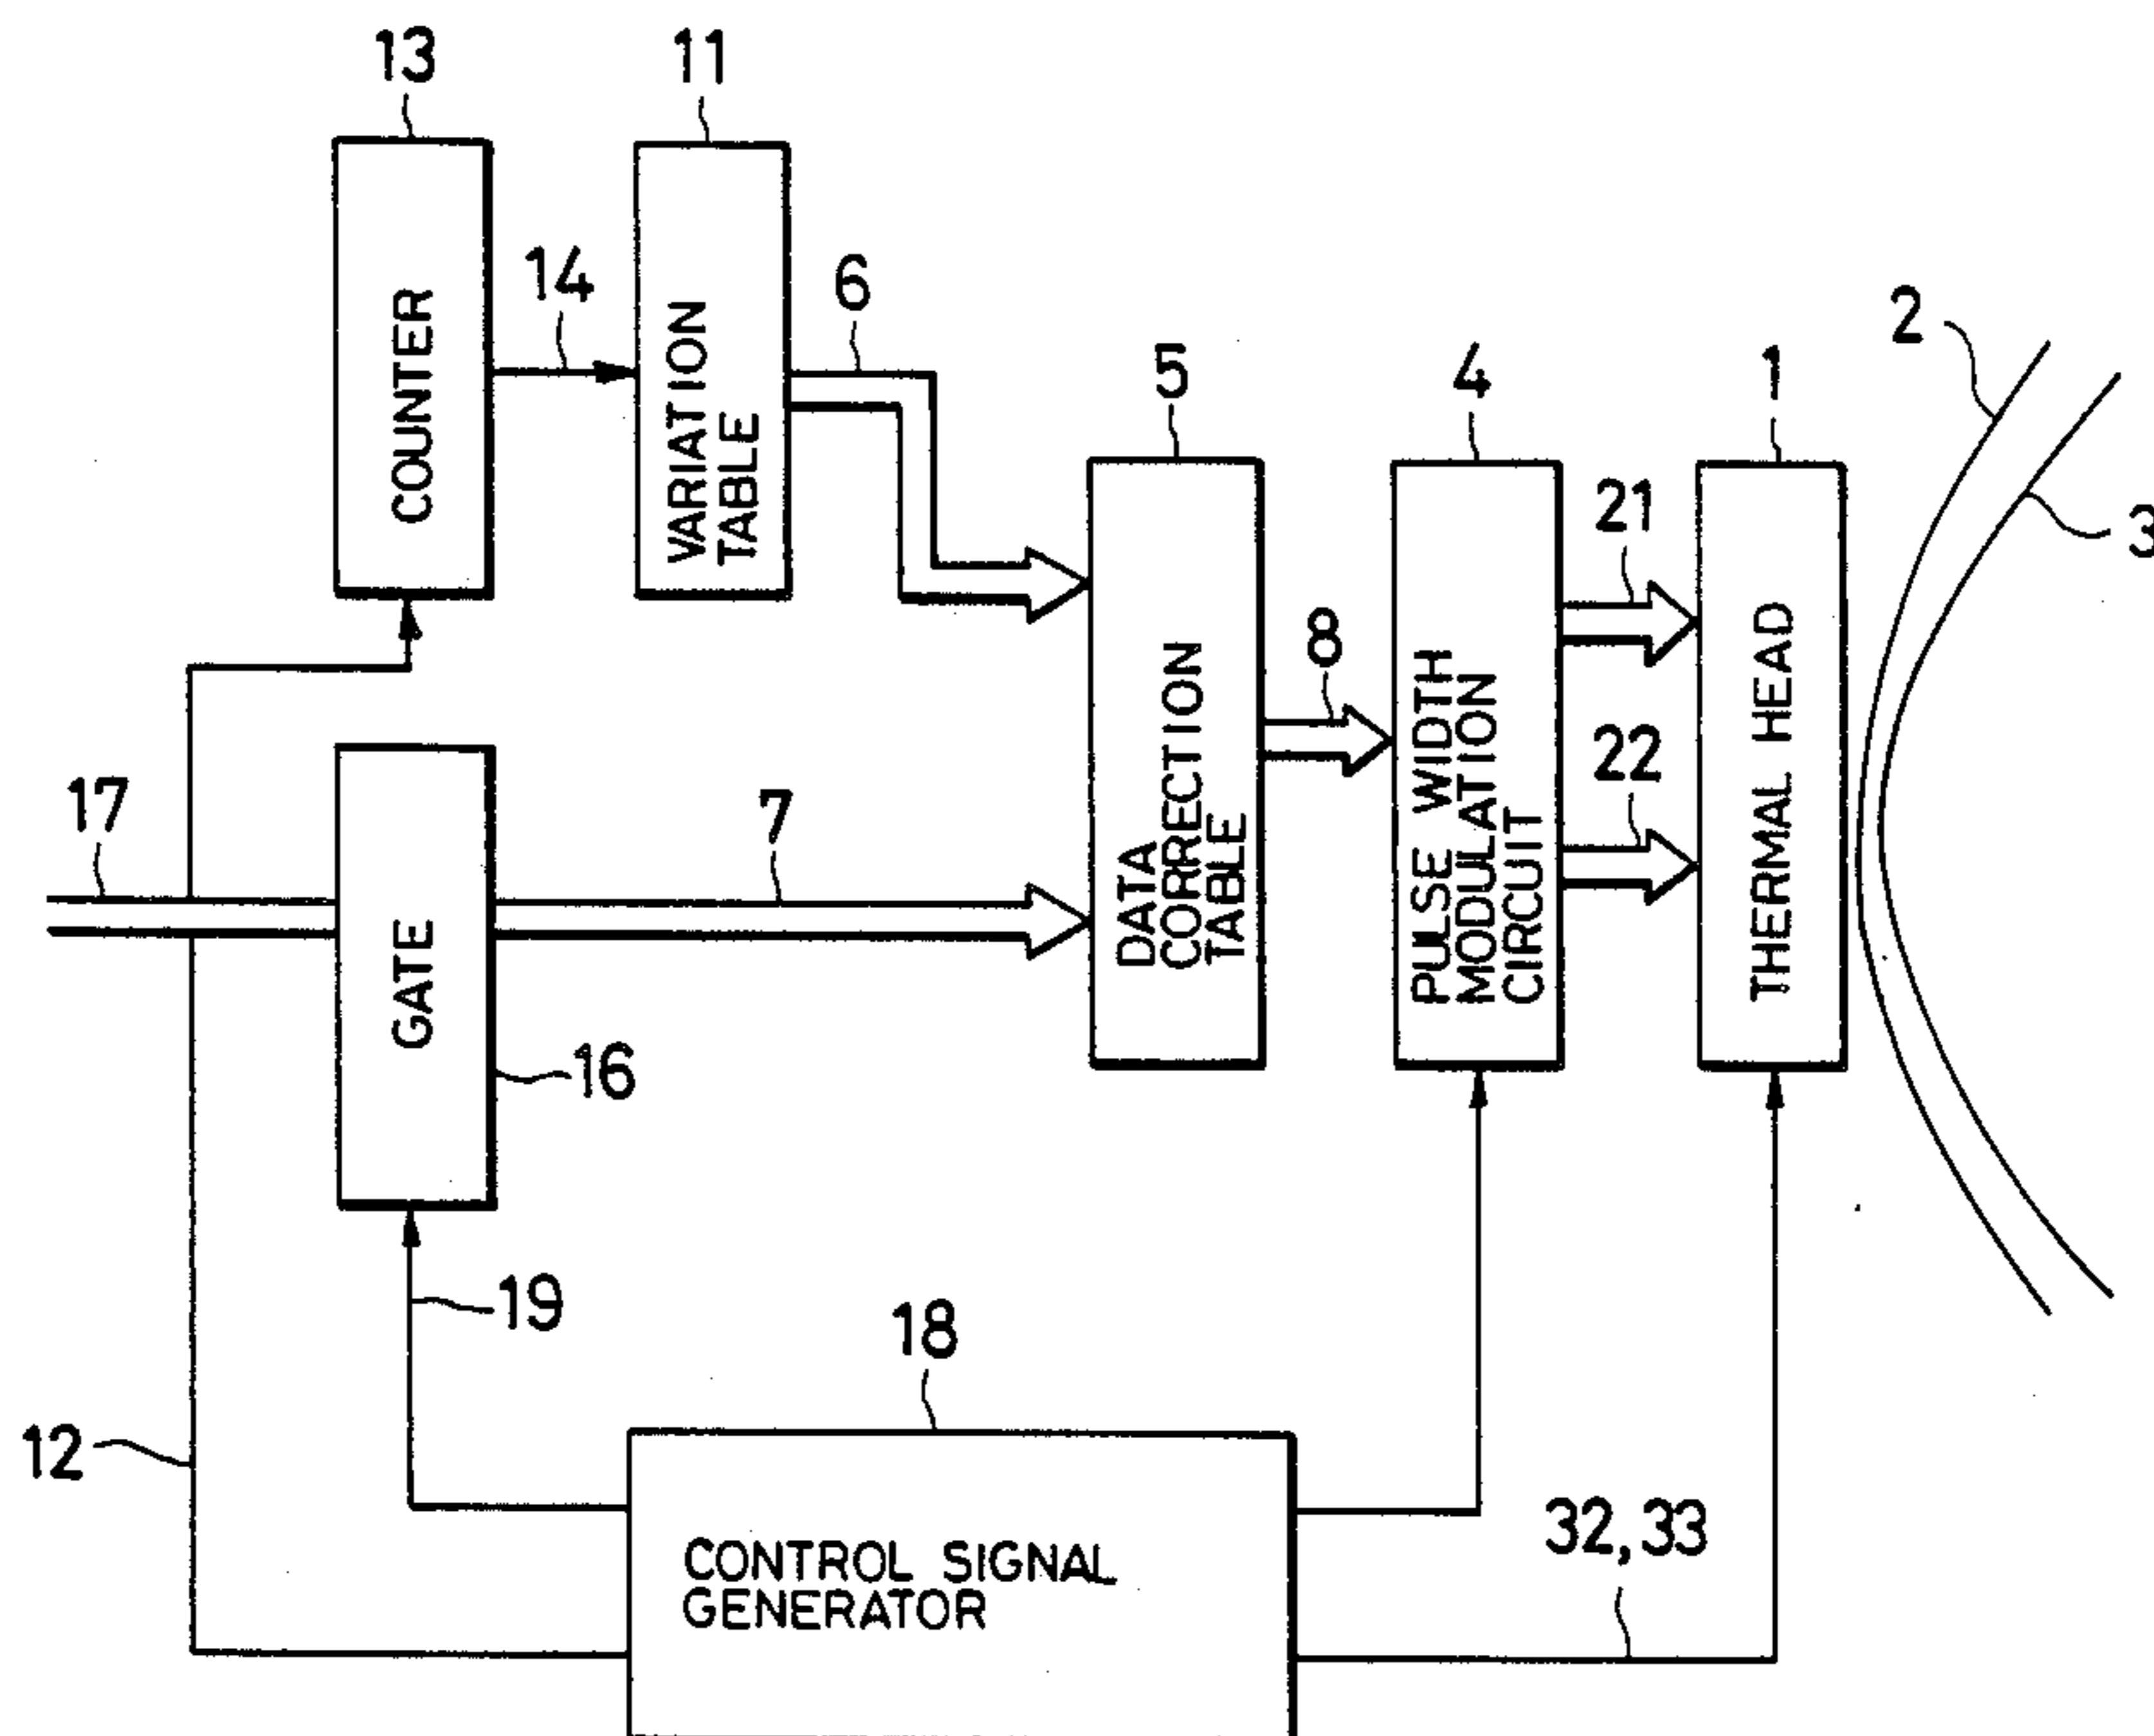 13
11
COUNTER
14
VARIATION
TABLE
6
5
4
1
2
3
DATA
CORRECTION
TABLE
8
PULSE WIDTH
MODULATION
CIRCUIT
21
22
THERMAL HEAD
17
GATE
7
16
19
18
12
CONTROL SIGNAL
GENERATOR
32,33